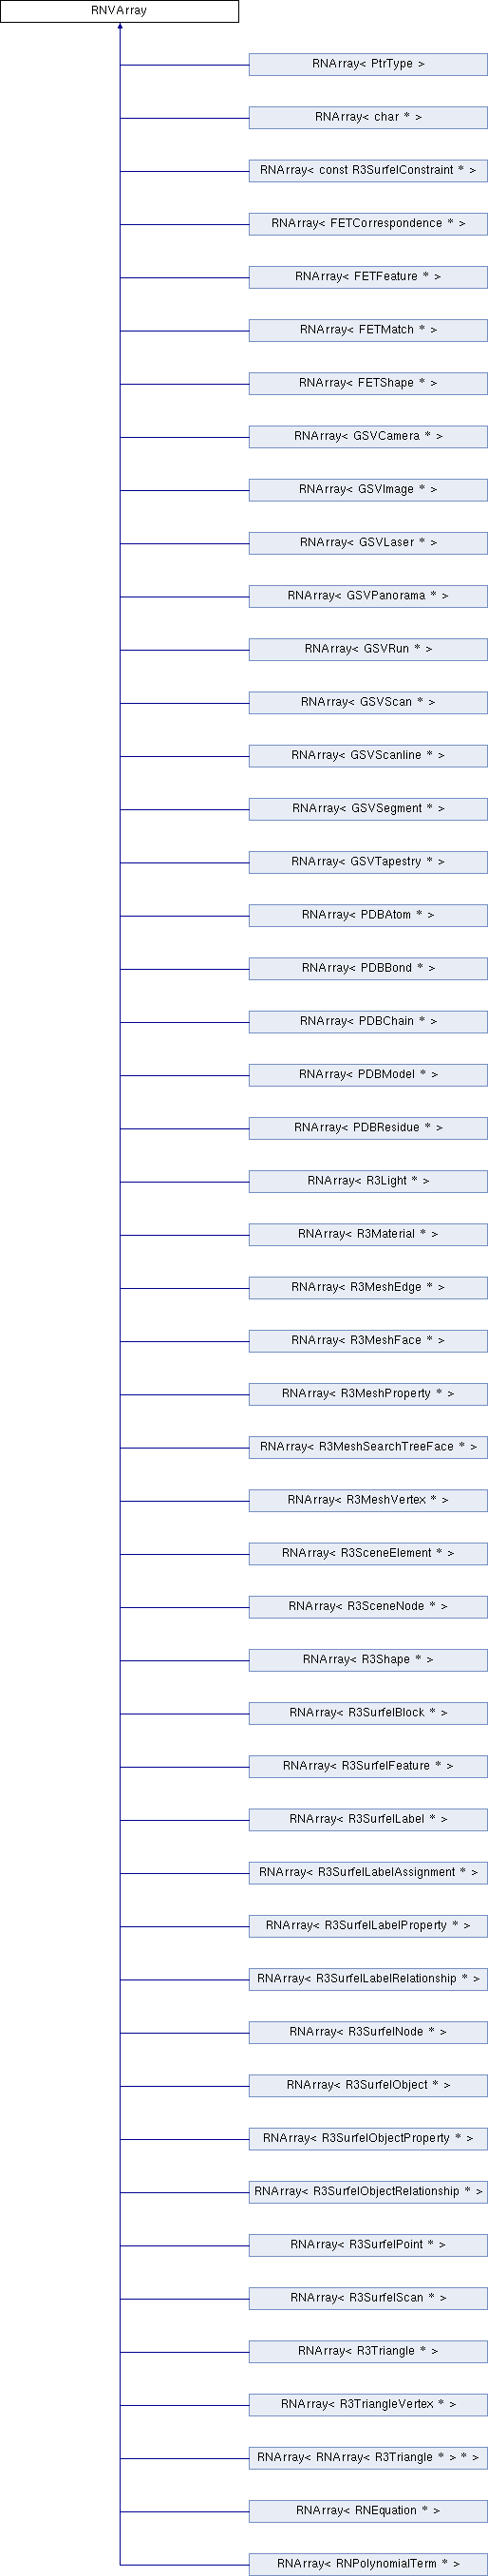 RNVArray
RNArray< PtrType >
RNArray< char * >
RNArray< const R3SurfelConstraint * >
RNArray< FETCorrespondence * >
RNArray< FETFeature * >
RNArray< FETMatch * >
RNArray< FETShape * >
RNArray< GSVCamera * >
RNArray< GSVImage * >
RNArray< GSVLaser * >
RNArray< GSVPanorama * >
RNArray< GSVRun * >
RNArray< GSVScan * >
RNArray< GSVScanline * >
RNArray< GSVSegment * >
RNArray< GSVTapestry * >
RNArray< PDBAtom * >
RNArray< PDBBond * >
RNArray< PDBChain * >
RNArray< PDBModel * >
RNArray< PDBResidue * >
RNArray< R3Light * >
RNArray< R3Material * >
RNArray< R3MeshEdge * >
RNArray< R3MeshFace * >
RNArray< R3MeshProperty * >
RNArray< R3MeshSearchTreeFace * >
RNArray< R3MeshVertex * >
RNArray< R3SceneElement * >
RNArray< R3SceneNode * >
RNArray< R3Shape * >
RNArray< R3SurfelBlock * >
RNArray< R3SurfelFeature * >
RNArray< R3SurfelLabel * >
RNArray< R3SurfelLabelAssignment * >
RNArray< R3SurfelLabelProperty * >
RNArray< R3SurfelLabelRelationship * >
RNArray< R3SurfelNode * >
RNArray< R3SurfelObject * >
RNArray< R3SurfelObjectProperty * >
RNArray< R3SurfelObjectRelationship * >
RNArray< R3SurfelPoint * >
RNArray< R3SurfelScan * >
RNArray< R3Triangle * >
RNArray< R3TriangleVertex * >
RNArray< RNArray< R3Triangle * > * >
RNArray< RNEquation * >
RNArray< RNPolynomialTerm * >